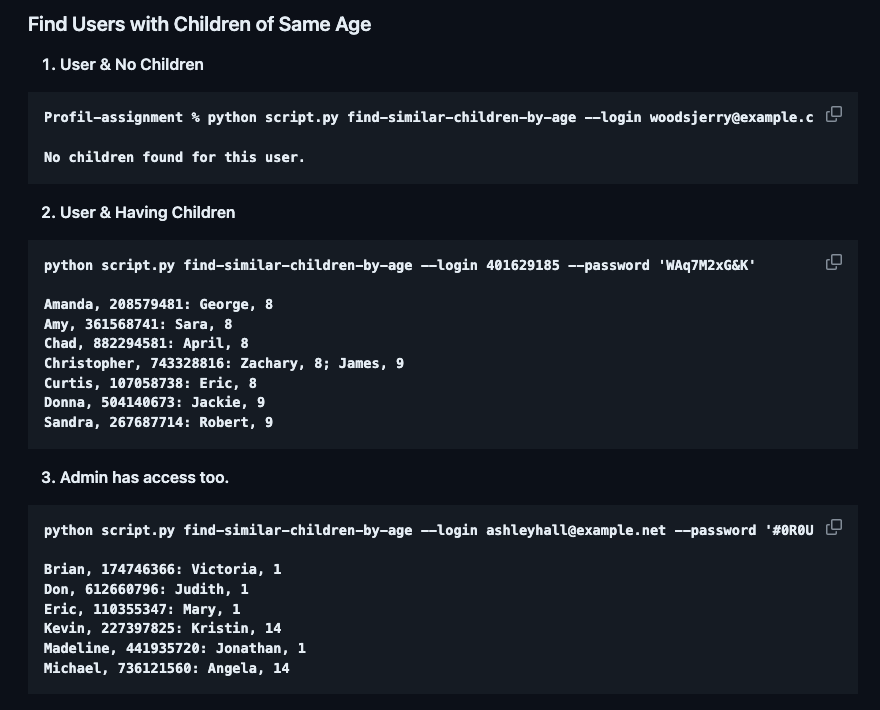 Find Users with Children of Same Age
1. User & No Children
Profil-assignment % python script.py find-similar-children-by-age --login woodsjerry@example.c
No children found for this user.
2. User & Having Children
python script.py find-similar-children-by-age --login 401629185 --password 'WAq7M2xG&K'
Amanda, 208579481: George, 8
Amy, 361568741: Sara, 8
Chad, 882294581: April, 8
Christopher, 743328816: Zachary, 8; James, 9
Curtis, 107058738: Eric, 8
Donna, 504140673: Jackie, 9
Sandra, 267687714: Robert, 9
3. Admin has access too.
python script.py find-similar-children-by-age --login ashleyhall@example.net --password '#0R0U
Brian, 174746366: Victoria, 1
Don, 612660796: Judith, 1
Eric, 110355347: Mary, 1
Kevin, 227397825: Kristin, 14
Madeline, 441935720: Jonathan, 1
Michael, 736121560: Angela, 14